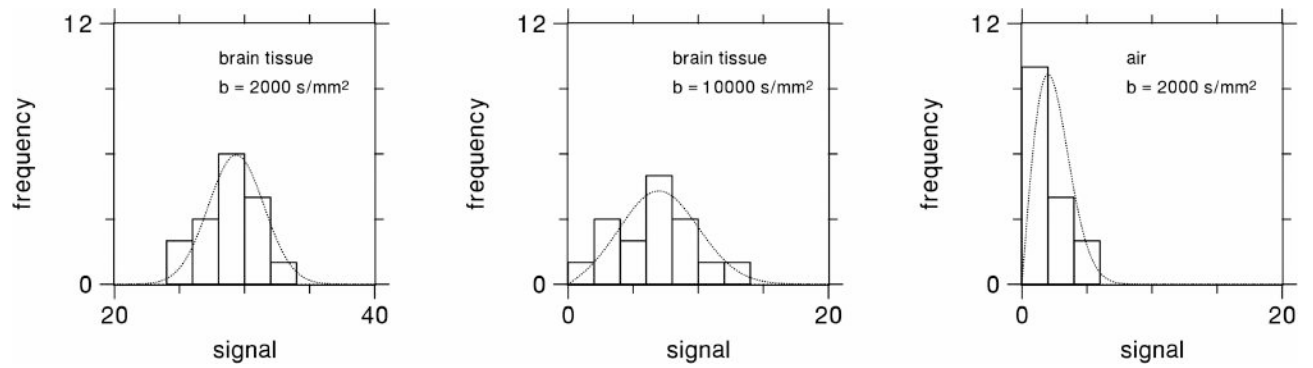 12
brain tissue
b = 2000 s/mm²
frequency
0
20
40
signal
12
brain tissue
b = 10000 s/mm²
frequency
0
0
20
signal
12
air
b = 2000 s/mm²
frequency
0
0
20
signal